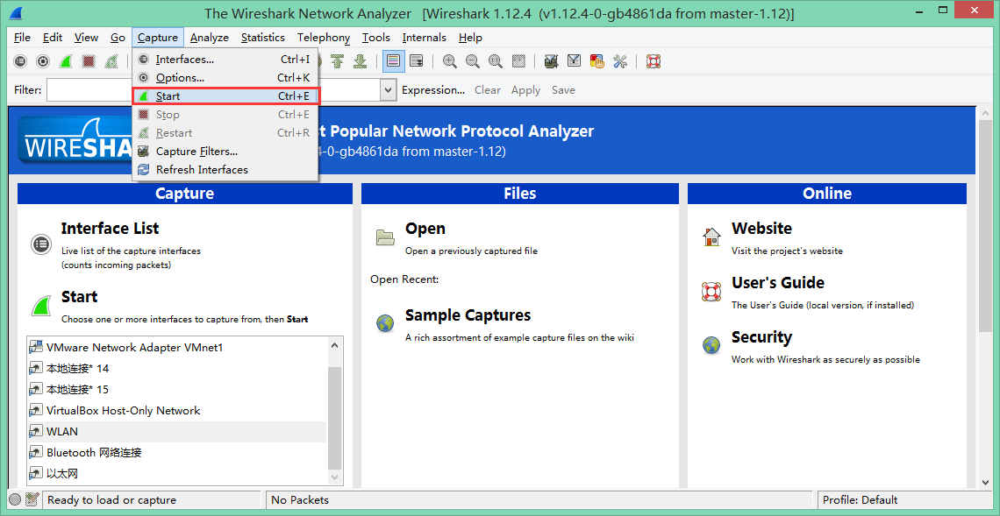 The Wireshark Network Analyzer [Wireshark 1.12.4 (v1.12.4-0-gb4861da from master-1.12)]
File Edit View Go Capture Analyze Statistics Telephony Tools Internals Help
Interfaces... Ctrl+I
Options... Ctrl+K
Start Ctrl+E
Stop Ctrl+E
Restart Ctrl+R
Capture Filters...
Refresh Interfaces
Filter: Expression... Clear Apply Save
WIRESHA
t Popular Network Protocol Analyzer
4-0-gb4861da from master-1.12)
Capture
Interface List
Live list of the capture interfaces
(counts incoming packets)
Start
Choose one or more interfaces to capture from, then Start
VMware Network Adapter VMnet1
本地连接* 14
本地连接* 15
VirtualBox Host-Only Network
WLAN
Bluetooth 网络连接
以太网
Files
Open
Open a previously captured file
Open Recent:
Sample Captures
A rich assortment of example capture files on the wiki
Online
Website
Visit the project's website
User's Guide
The User's Guide (local version, if installed)
Security
Work with Wireshark as securely as possible
Ready to load or capture
No Packets
Profile: Default